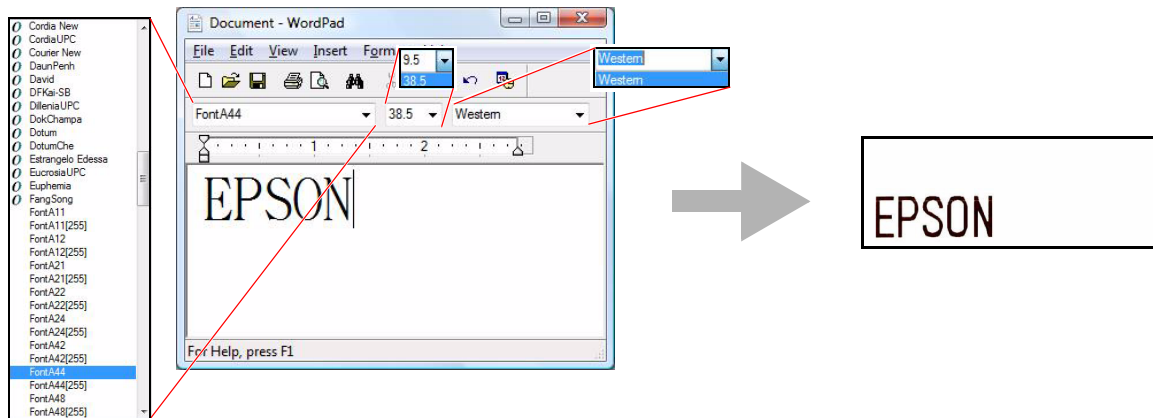 Cordia New
CordiaUPC
Courier New
DaunPenh
David
DFKai-SB
DilleniaUPC
DokChampa
Dotum
DotumChe
Estrangelo Edessa
EucrosiaUPC
Euphemia
FangSong
FontA11
FontA11[255]
FontA12
FontA12[255]
FontA21
FontA21[255]
FontA22
FontA22[255]
FontA24
FontA24[255]
FontA42
FontA42[255]
FontA44
FontA44[255]
FontA48
FontA48[255]
Document - WordPad
File Edit View Insert
9.5
38.5
Western
Western
FontA44 38.5 Western
1 2
EPSON
For Help, press F1
EPSON